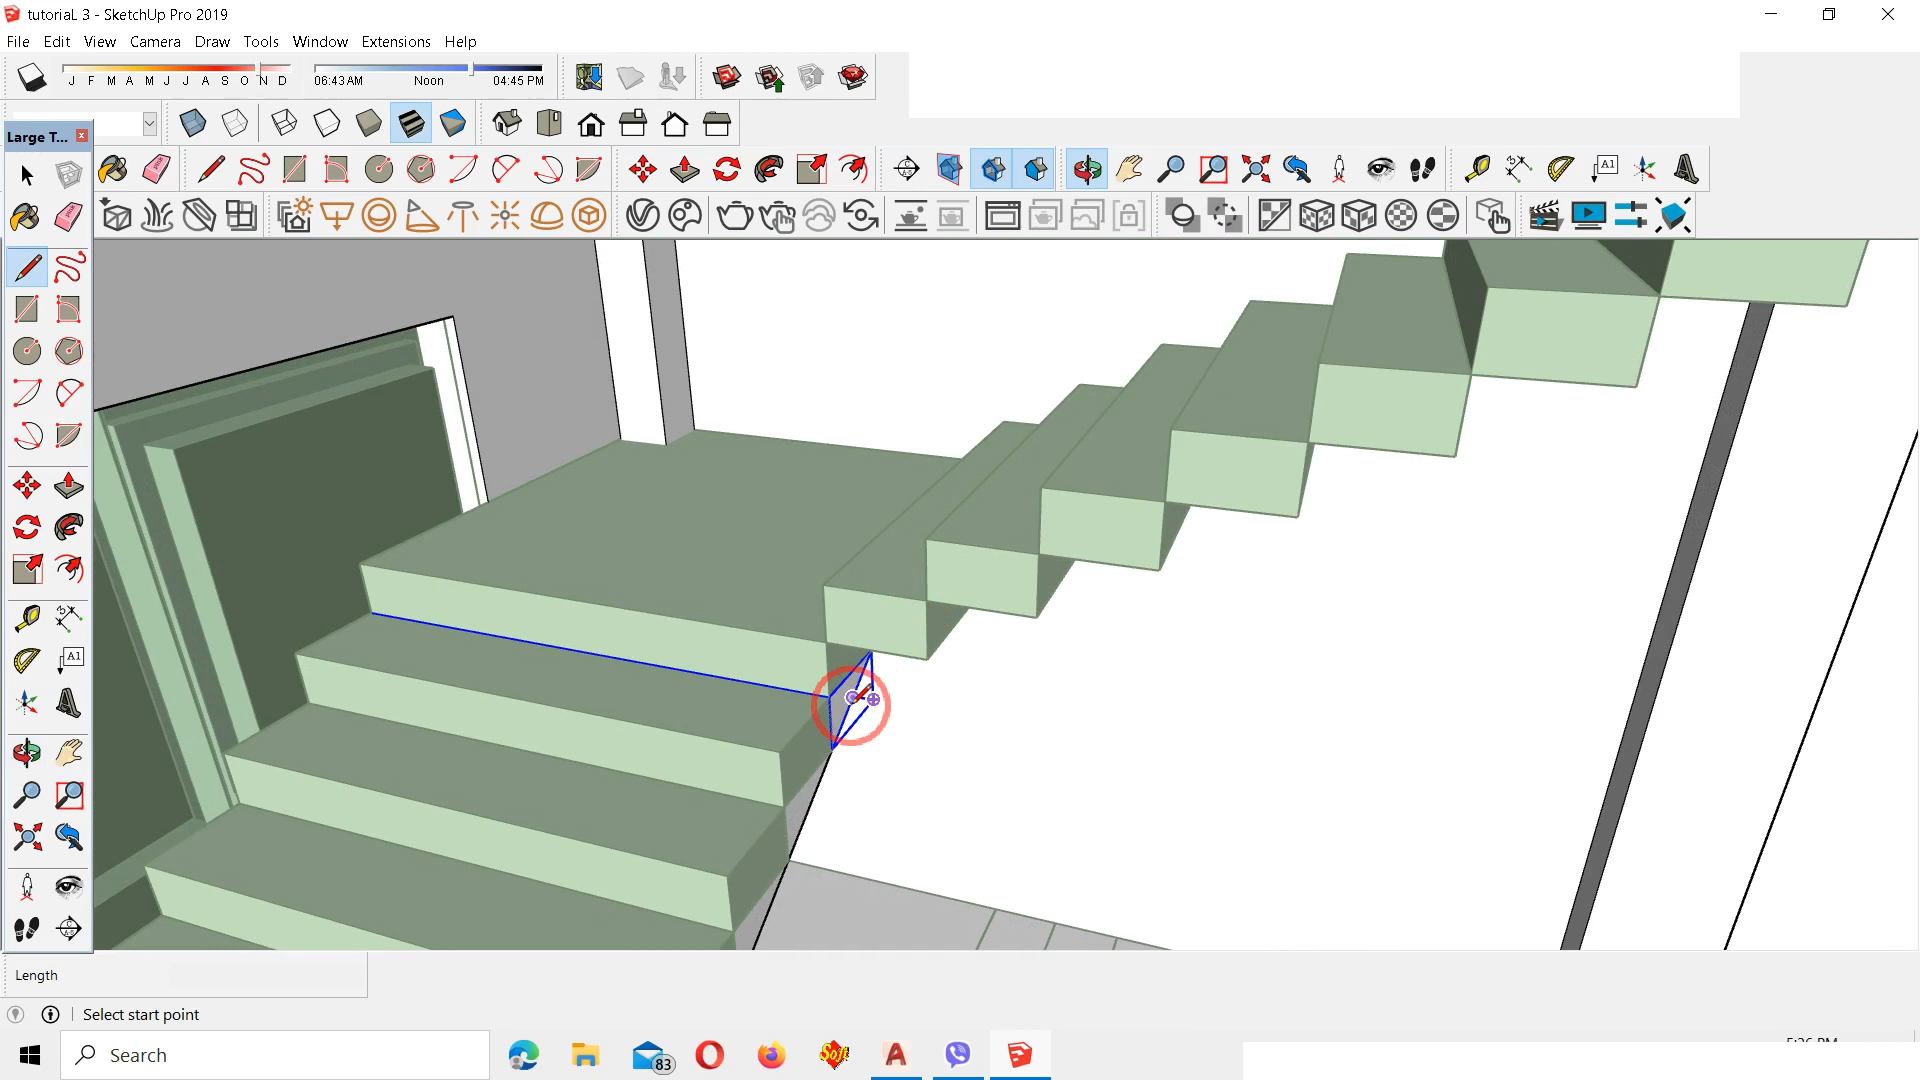 tutoriaL 3 - SketchUp Pro 2019
File Edit View Camera Draw Tools Window Extensions Help
J F M A M J J A S O N D
06:43 AM Noon 04:45 PM
Large T...
A1
A1
Length
Select start point
Search
83
Soft